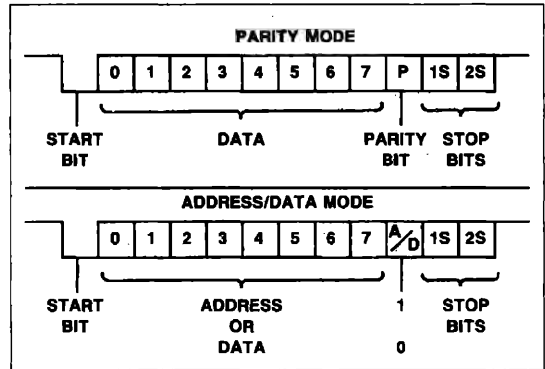 PARITY MODE
0 1 2 3 4 5 6 7 P 1S 2S
START BIT DATA PARITY BIT STOP BITS
ADDRESS/DATA MODE
0 1 2 3 4 5 6 7 A/D 1S 2S
START BIT ADDRESS OR DATA 1 0 STOP BITS